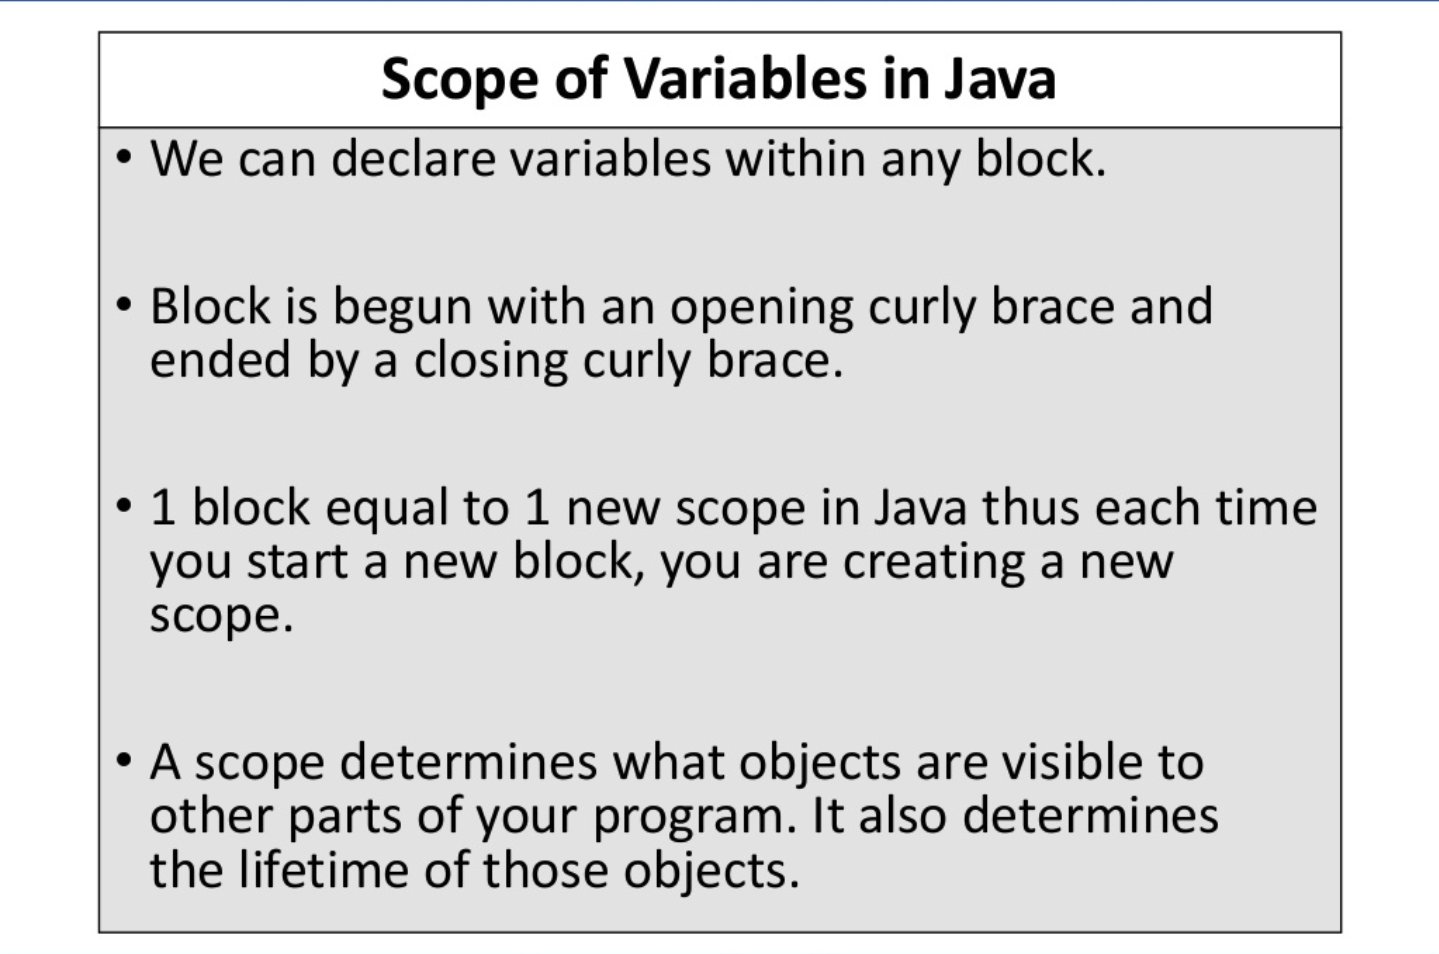 Scope of Variables in Java
• We can declare variables within any block.
• Block is begun with an opening curly brace and
ended by a closing curly brace.
• 1 block equal to 1 new scope in Java thus each time
you start a new block, you are creating a new
scope.
• A scope determines what objects are visible to
other parts of your program. It also determines
the lifetime of those objects.